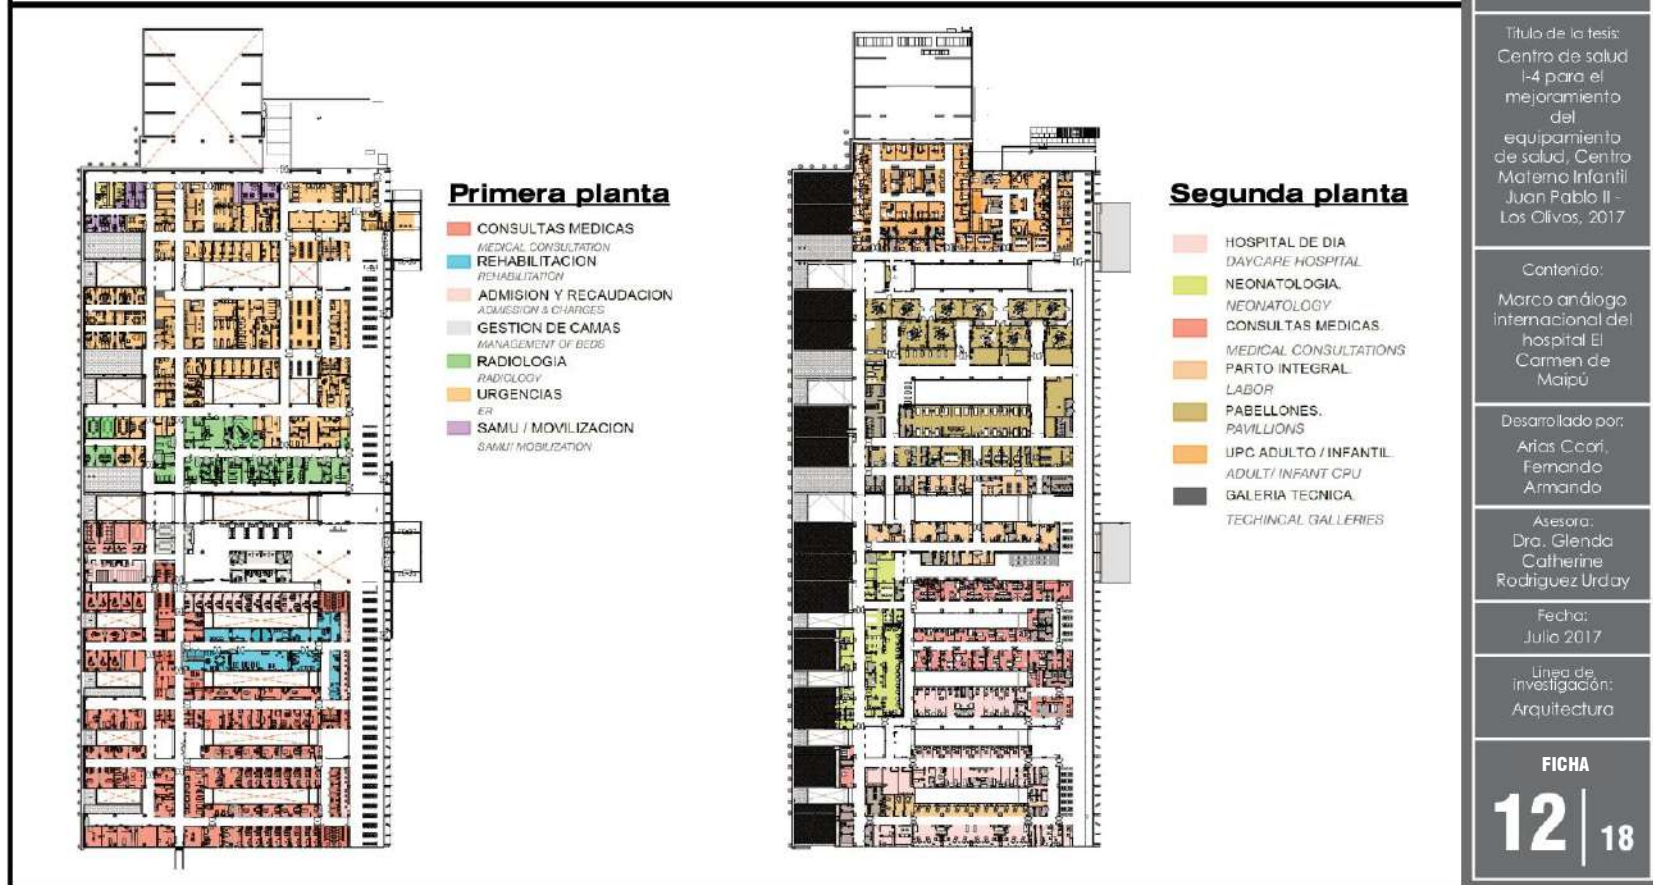 Primera planta
CONSULTAS MEDICAS
MEDICAL CONSULTATION
REHABILITACION
REHABILITATION
ADMISION Y RECAUDACION
ADMISSION & CHARGES
GESTION DE CAMAS
MANAGEMENT OF BEDS
RADIOLOGIA
RADIOLOGY
URGENCIAS
ER
SAMU / MOVILIZACION
SAMU/ MOBILIZATION
Segunda planta
HOSPITAL DE DIA
DAYCARE HOSPITAL
NEONATOLOGIA.
NEONATOLOGY
CONSULTAS MEDICAS.
MEDICAL CONSULTATIONS
PARTO INTEGRAL.
LABOR
PABELLONES.
PAVILLIONS
UPC ADULTO / INFANTIL.
ADULT/ INFANT CPU
GALERIA TECNICA.
TECHINCAL GALLERIES
Titulo de la tesis:
Centro de salud
I-4 para el
mejoramiento
del
equipamiento
de salud, Centro
Materno Infantil
Juan Pablo II -
Los Olivos, 2017
Contenido:
Marco análogo
internacional del
hospital El
Carmen de
Maipú
Desarrollado por:
Arias Ccori,
Fernando
Armando
Asesora:
Dra. Glenda
Catherine
Rodriguez Urday
Fecha:
Julio 2017
Línea de
investigación:
Arquitectura
FICHA
12 | 18